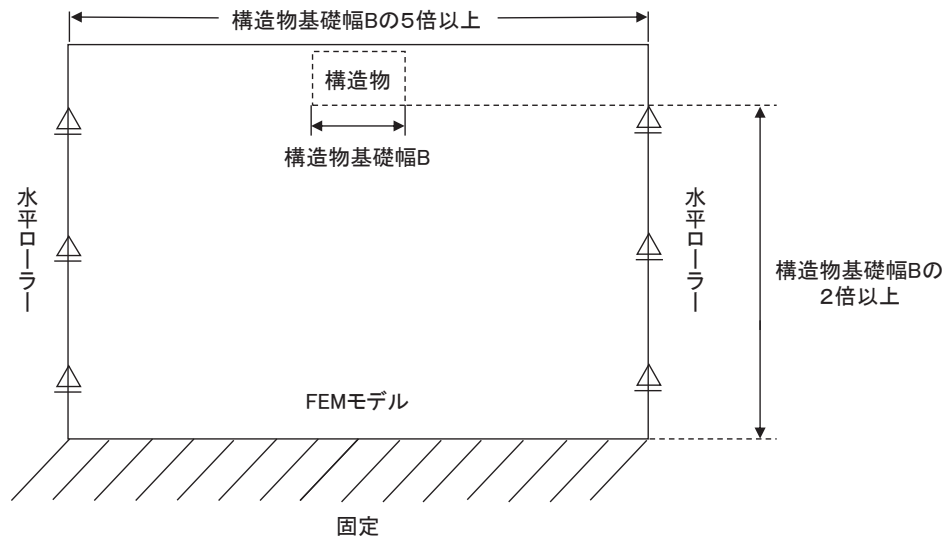 構造物基礎幅Bの5倍以上
構造物
構造物基礎幅B
水平ローラー
水平ローラー
構造物基礎幅Bの
2倍以上
FEMモデル
固定